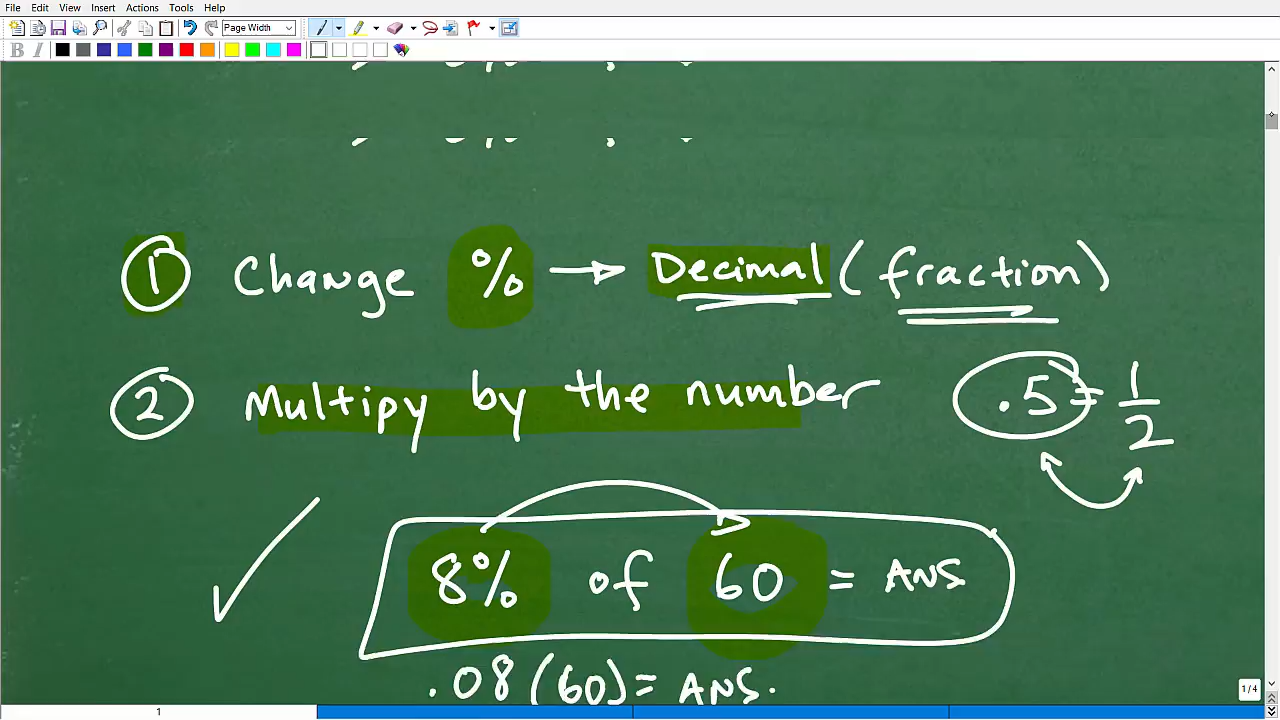 File Edit View Insert Actions Tools Help
Page Width
B I
① Change % → Decimal (fraction)
② Multipy by the number
.5 = 1/2
8% of 60 = ANS
.08 (60) = ANS.
1/4
1